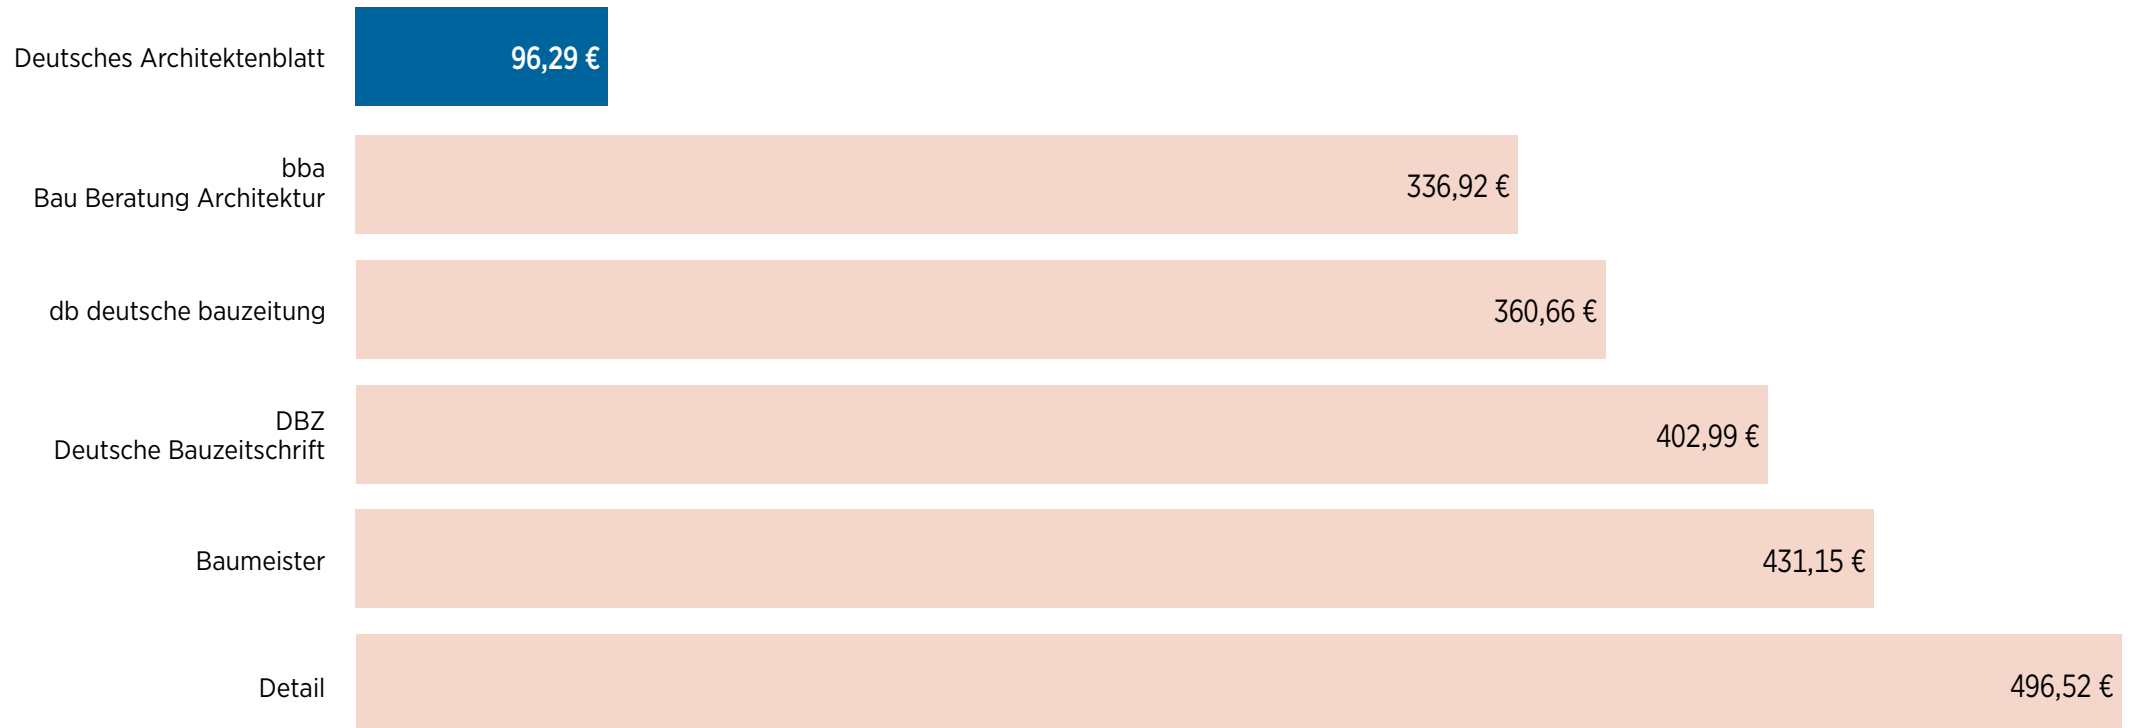 Deutsches Architektenblatt
96,29 €
bba
Bau Beratung Architektur
336,92 €
db deutsche bauzeitung
360,66 €
DBZ
Deutsche Bauzeitschrift
402,99 €
Baumeister
431,15 €
Detail
496,52 €